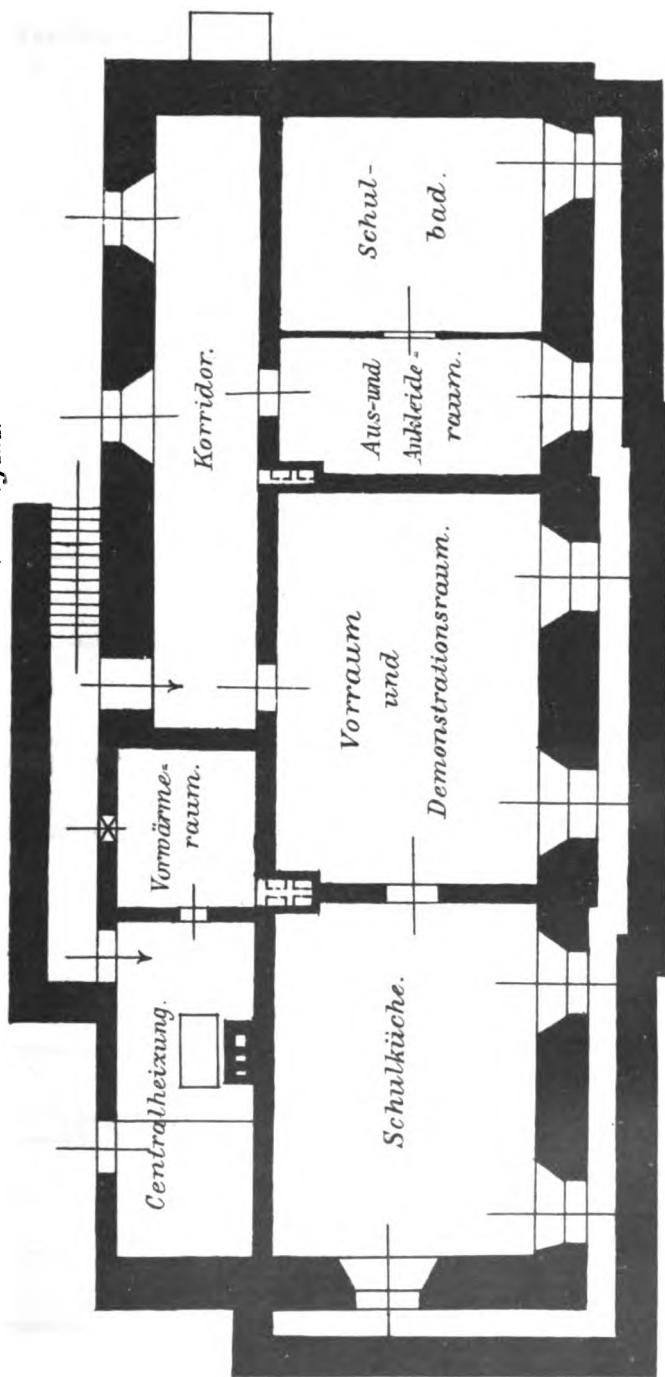 Korridor.
Schul-
bad.
Aus-und
Ankleide=
raum.
Vorraum
und
Demonstrationsraum.
Vorwärme=
raum.
Centralheizung.
Schulküche.